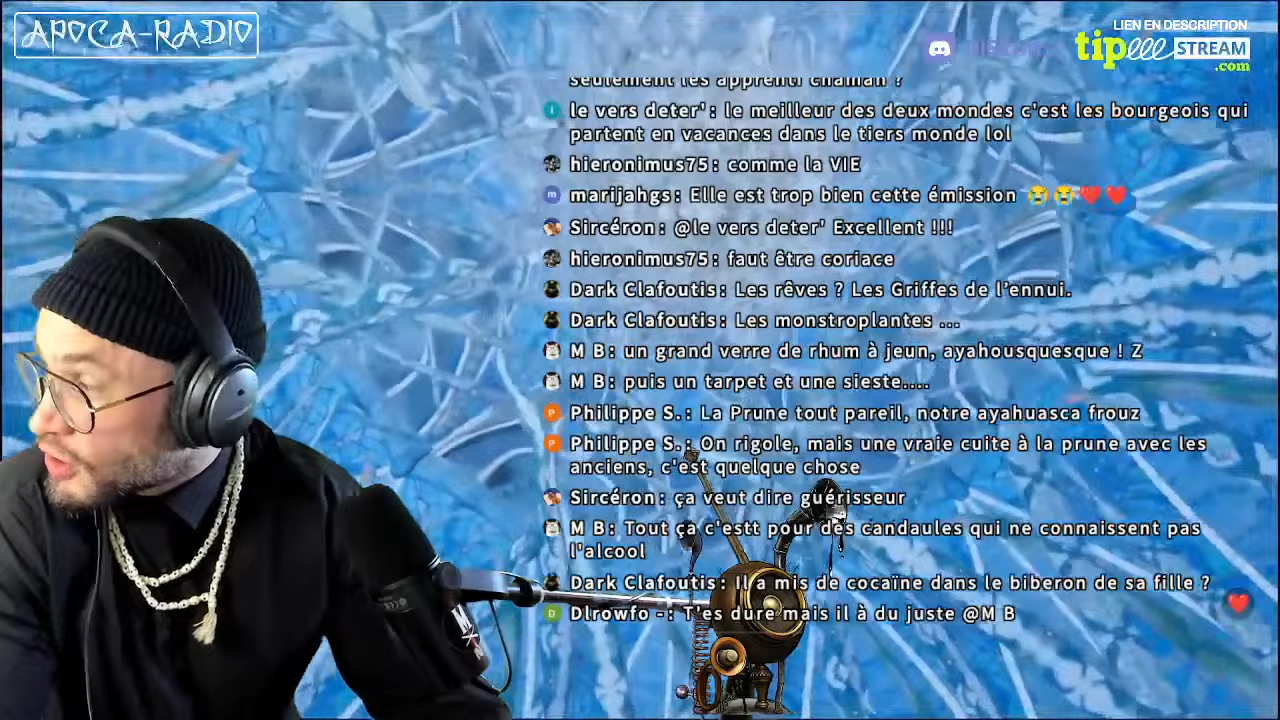 APOCA-RADIO
LIEN EN DESCRIPTION
tipeee STREAM
.com
seulement les apprenti chaman ?
le vers deter' : le meilleur des deux mondes c'est les bourgeois qui
partent en vacances dans le tiers monde lol
hieronimus75 : comme la VIE
marijahgs : Elle est trop bien cette émission 😭😭❤️❤️
Sircéron : @le vers deter' Excellent !!!
hieronimus75 : faut être coriace
Dark Clafoutis : Les rêves ? Les Griffes de l'ennui.
Dark Clafoutis : Les monstroplantes ...
M B : un grand verre de rhum à jeun, ayahousquesque ! Z
M B : puis un tarpet et une sieste....
Philippe S. : La Prune tout pareil, notre ayahuasca frouz
Philippe S. : On rigole, mais une vraie cuite à la prune avec les
anciens, c'est quelque chose
Sircéron : ça veut dire guérisseur
M B : Tout ça c'estt pour des candaules qui ne connaissent pas
l'alcool
Dark Clafoutis : Il a mis de cocaïne dans le biberon de sa fille ?
Dlrowfo - : T'es dure mais il à du juste @M B